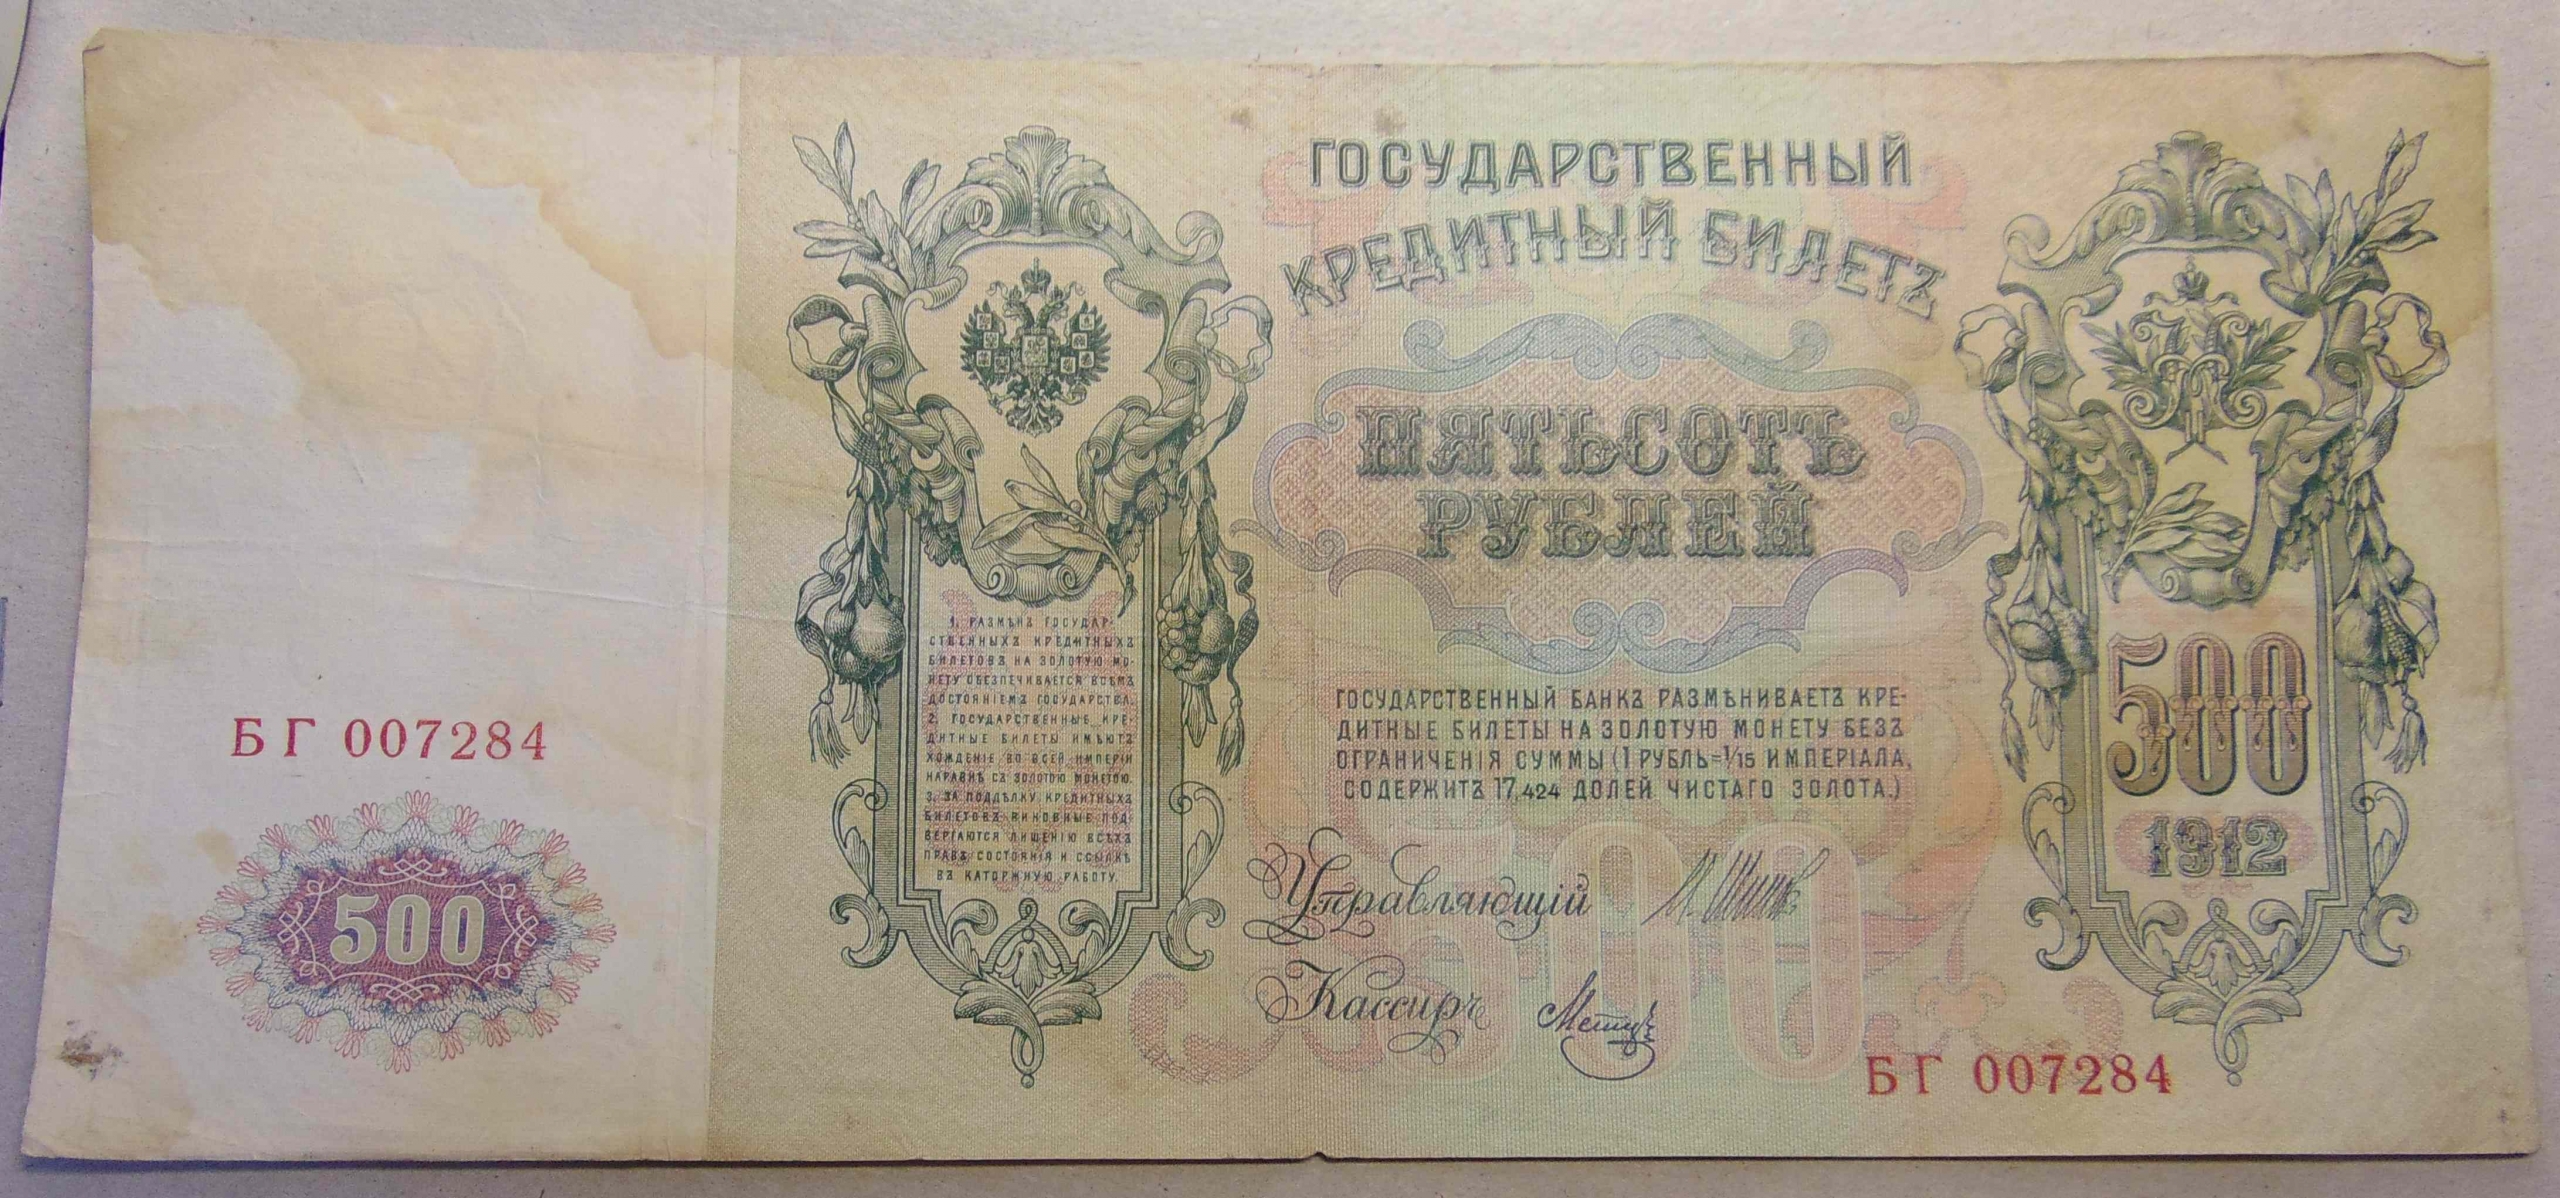 ГОСУДАРСТВЕННЫЙ
КРЕДИТНЫЙ БИЛЕТЪ
ПЯТЬСОТЪ
РУБЛЕЙ
1. РАЗМѢНЪ ГОСУДАР-
СТВЕННЫХЪ КРЕДИТНЫХЪ
БИЛЕТОВЪ НА ЗОЛОТУЮ МО-
НЕТУ ОБЕЗПЕЧИВАЕТСЯ ВСѢМЪ
ДОСТОЯНІЕМЪ ГОСУДАРСТВА.
2. ГОСУДАРСТВЕННЫЕ КРЕ-
ДИТНЫЕ БИЛЕТЫ ИМѢЮТЪ
ХОЖДЕНІЕ ВО ВСЕЙ ИМПЕРІИ
НАРАВНѢ СЪ ЗОЛОТОЮ МОНЕТОЮ.
3. ЗА ПОДДѢЛКУ КРЕДИТНЫХЪ
БИЛЕТОВЪ ВИНОВНЫЕ ПОД-
ВЕРГАЮТСЯ ЛИШЕНІЮ ВСѢХЪ
ПРАВЪ СОСТОЯНІЯ И ССЫЛКѢ
ВЪ КАТОРЖНУЮ РАБОТУ.
ГОСУДАРСТВЕННЫЙ БАНКЪ РАЗМѢНИВАЕТЪ КРЕ-
ДИТНЫЕ БИЛЕТЫ НА ЗОЛОТУЮ МОНЕТУ БЕЗЪ
ОГРАНИЧЕНІЯ СУММЫ (1 РУБЛЬ=1/15 ИМПЕРІАЛА,
СОДЕРЖИТЪ 17,424 ДОЛЕЙ ЧИСТАГО ЗОЛОТА.)
500
1912
БГ 007284
500
Управляющій И. Шиповъ
Кассиръ Метцъ
500
БГ 007284